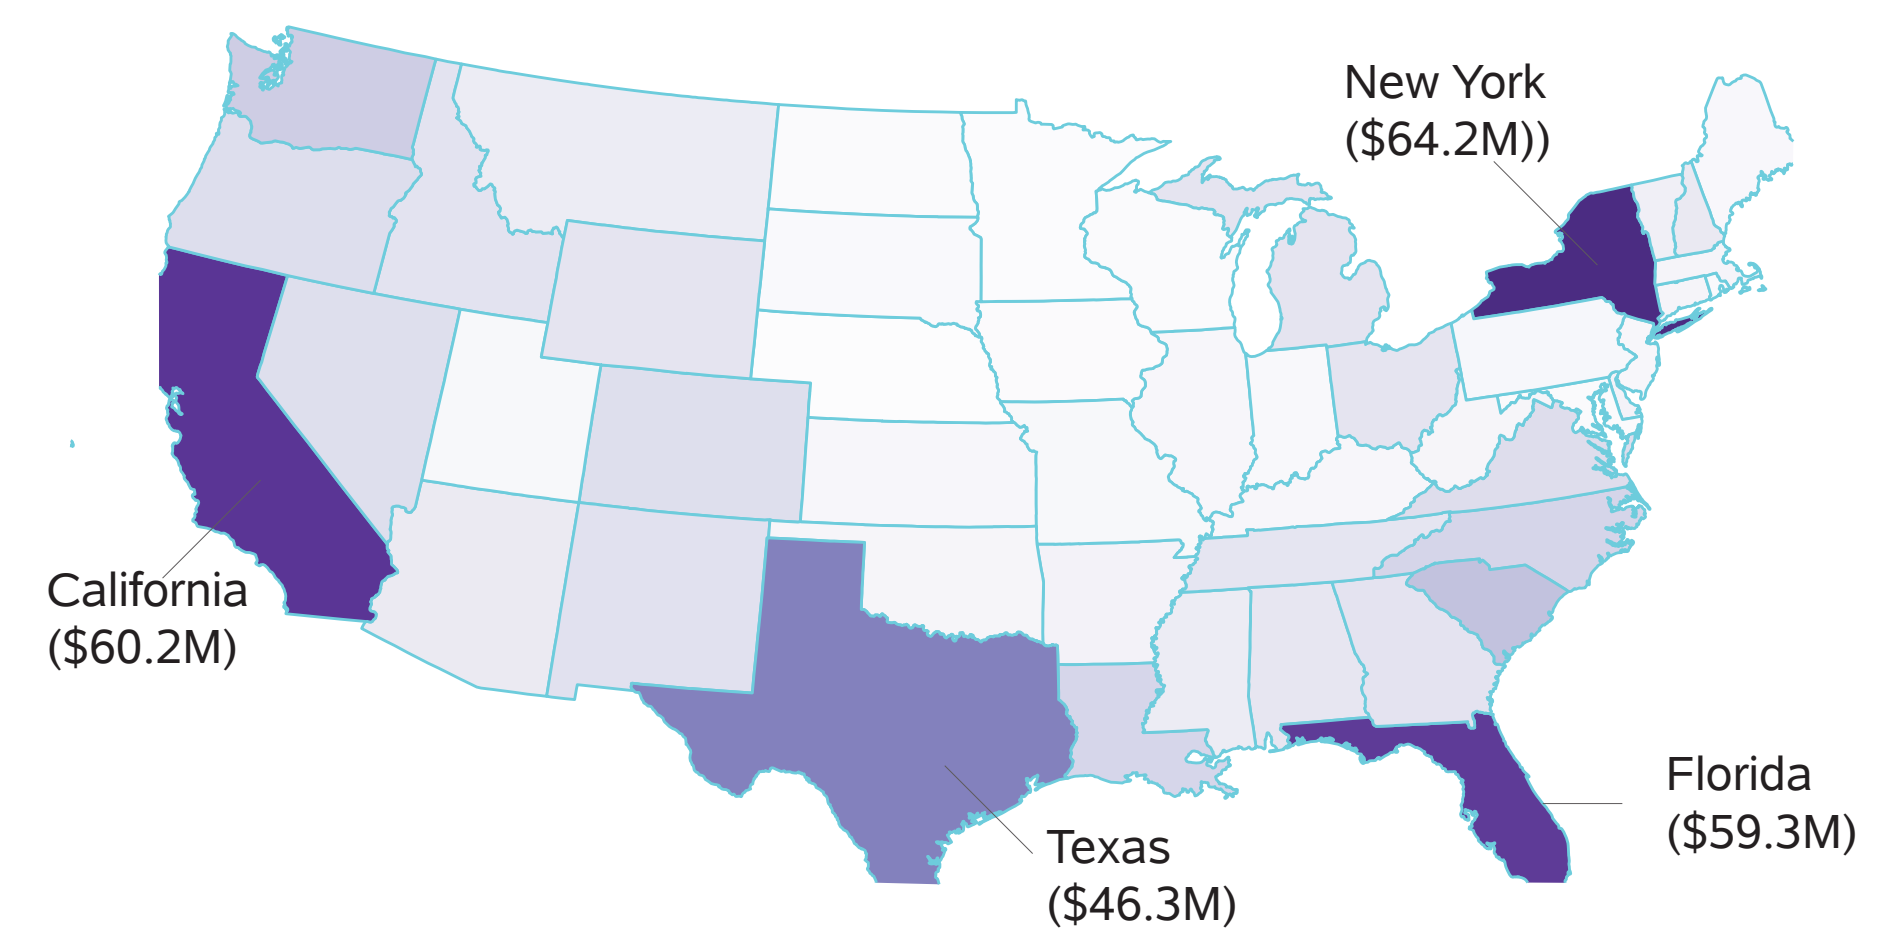 New York
($64.2M))
California
($60.2M)
Florida
($59.3M)
Texas
($46.3M)